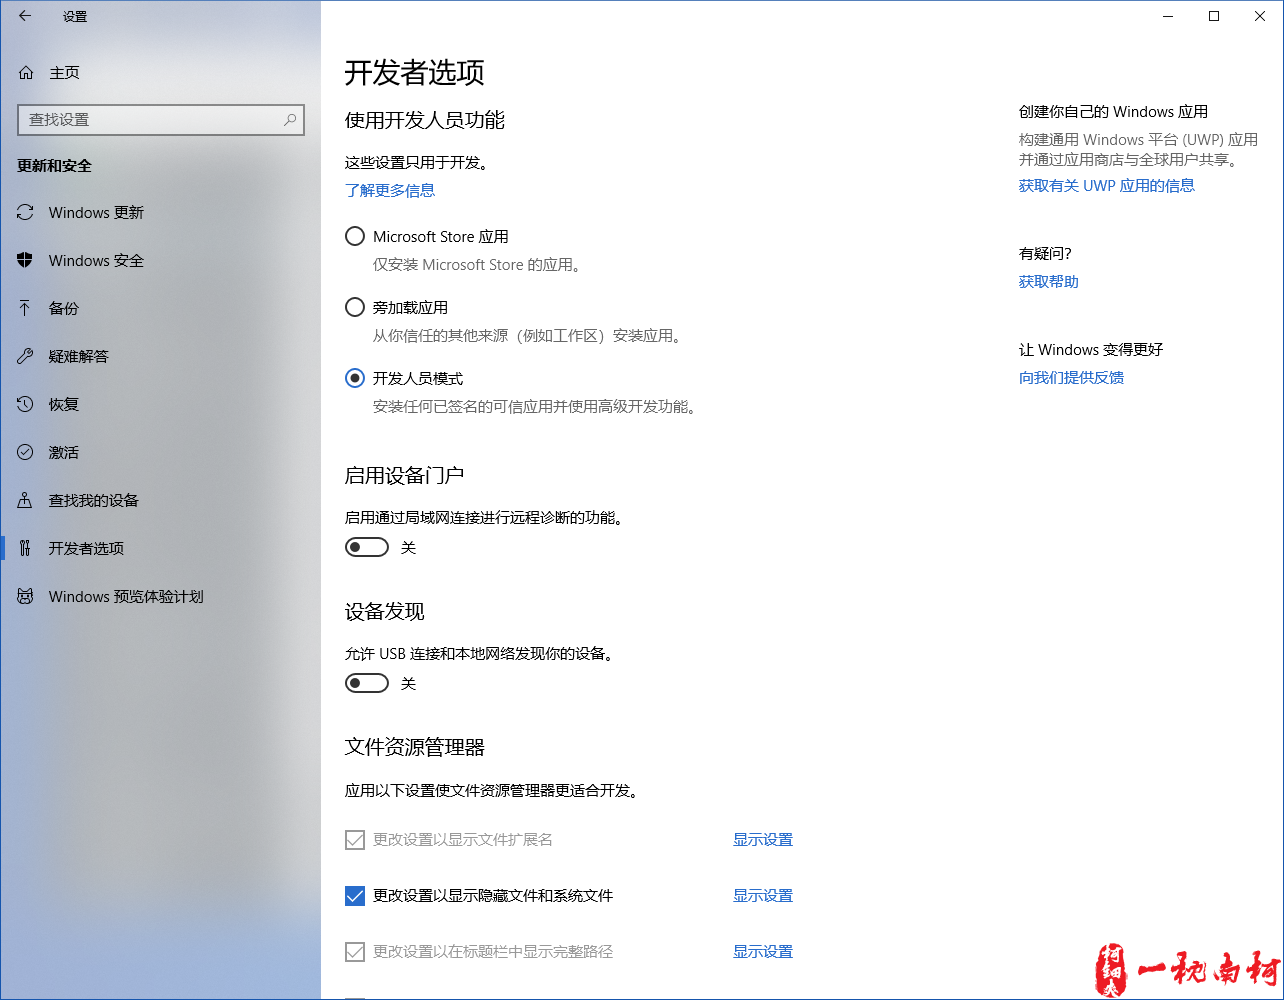 设置
主页
查找设置
更新和安全
Windows 更新
Windows 安全
备份
疑难解答
恢复
激活
查找我的设备
开发者选项
Windows 预览体验计划
开发者选项
使用开发人员功能
这些设置只用于开发。
了解更多信息
Microsoft Store 应用
仅安装 Microsoft Store 的应用。
旁加载应用
从你信任的其他来源（例如工作区）安装应用。
开发人员模式
安装任何已签名的可信应用并使用高级开发功能。
启用设备门户
启用通过局域网连接进行远程诊断的功能。
关
设备发现
允许 USB 连接和本地网络发现你的设备。
关
文件资源管理器
应用以下设置使文件资源管理器更适合开发。
更改设置以显示文件扩展名 显示设置
更改设置以显示隐藏文件和系统文件 显示设置
更改设置以在标题栏中显示完整路径 显示设置
创建你自己的 Windows 应用
构建通用 Windows 平台 (UWP) 应用
并通过应用商店与全球用户共享。
获取有关 UWP 应用的信息
有疑问?
获取帮助
让 Windows 变得更好
向我们提供反馈
一枕南柯